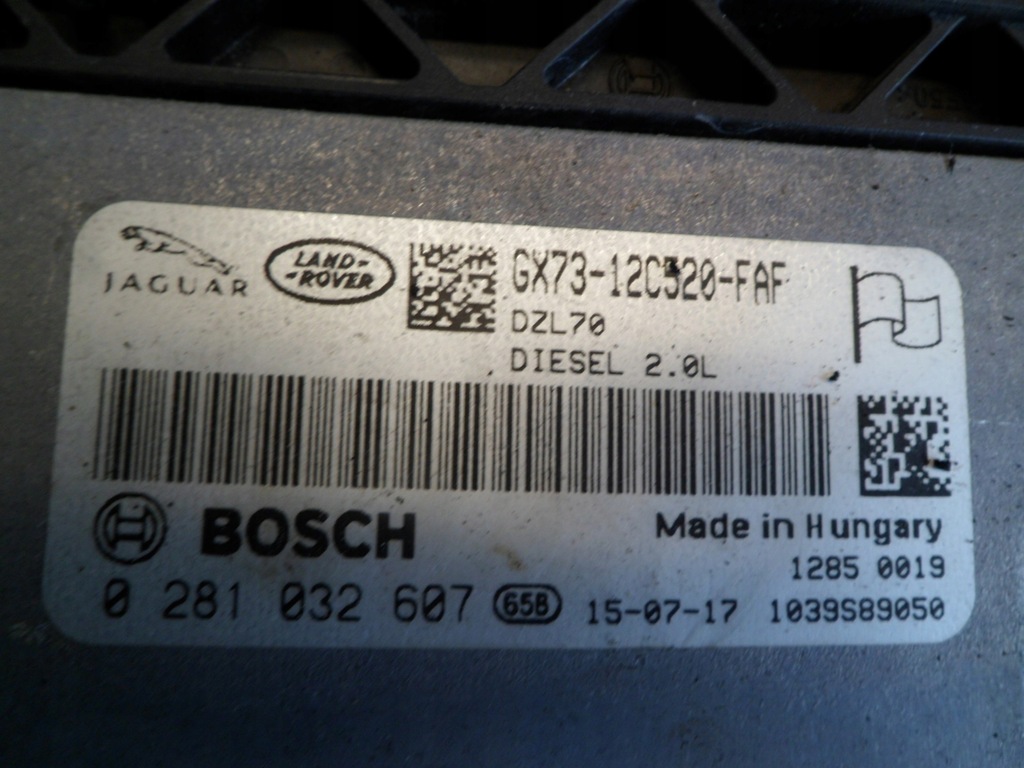 JAGUAR
LAND-
-ROVER
GX73-12C520-FAF
DZL70
DIESEL 2.0L
BOSCH
Made in Hungary
1285 0019
0 281 032 607 65B 15-07-17 1039S89050